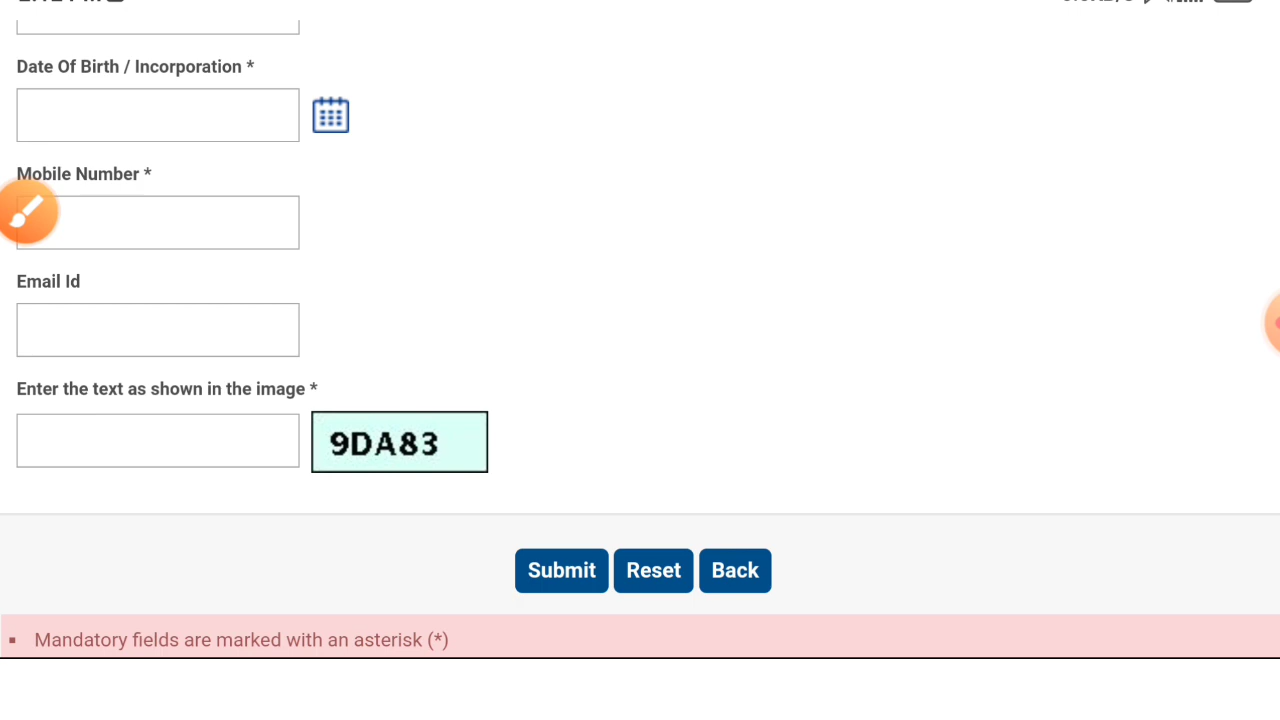 Date Of Birth / Incorporation *
Mobile Number *
Email Id
Enter the text as shown in the image *
9DA83
Submit Reset Back
Mandatory fields are marked with an asterisk (*)